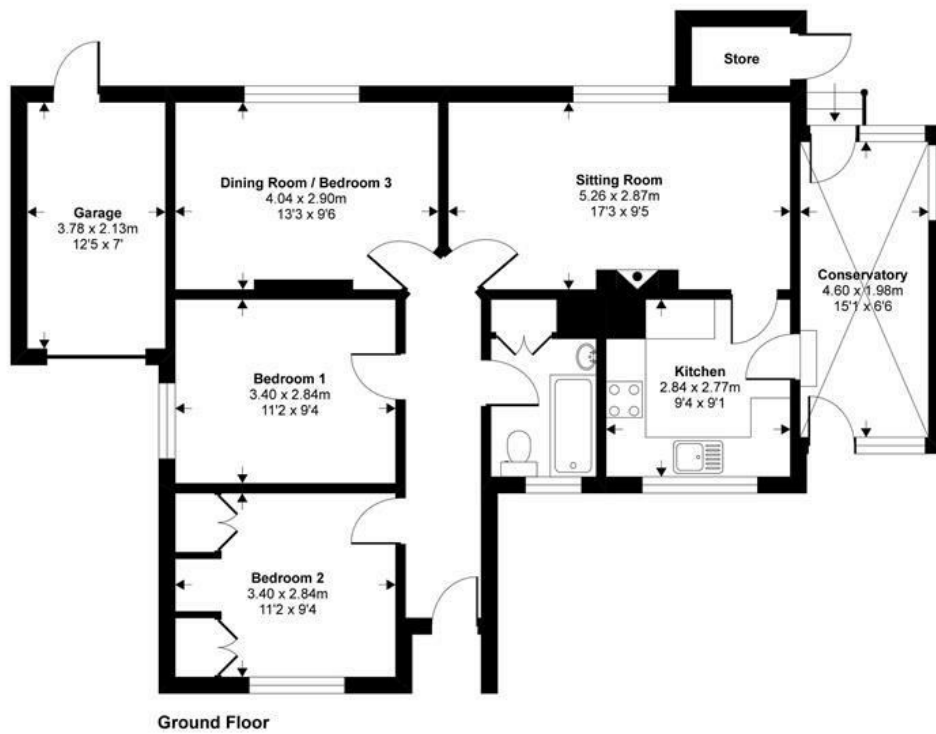 Store
Dining Room / Bedroom 3
4.04 x 2.90m
13'3 x 9'6
Sitting Room
5.26 x 2.87m
17'3 x 9'5
Garage
3.78 x 2.13m
12'5 x 7'
Conservatory
4.60 x 1.98m
15'1 x 6'6
Bedroom 1
3.40 x 2.84m
11'2 x 9'4
Kitchen
2.84 x 2.77m
9'4 x 9'1
Bedroom 2
3.40 x 2.84m
11'2 x 9'4
Ground Floor